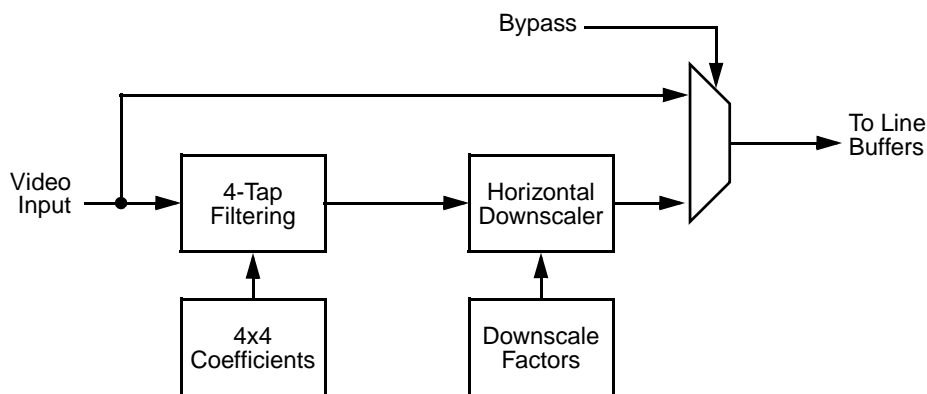 Bypass
To Line
Buffers
Video
Input
4-Tap
Filtering
Horizontal
Downscaler
4x4
Coefficients
Downscale
Factors